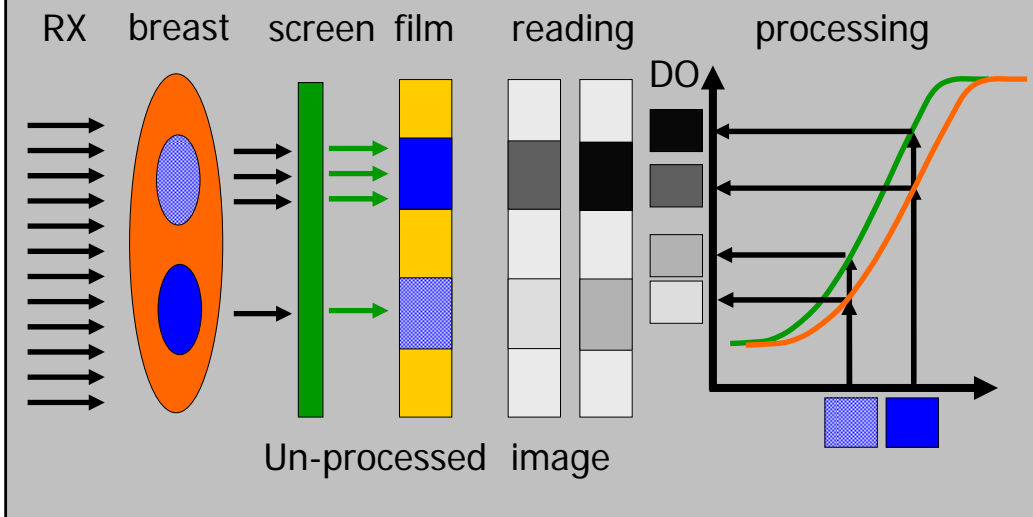 RX breast screen film reading processing
DO
Un-processed image